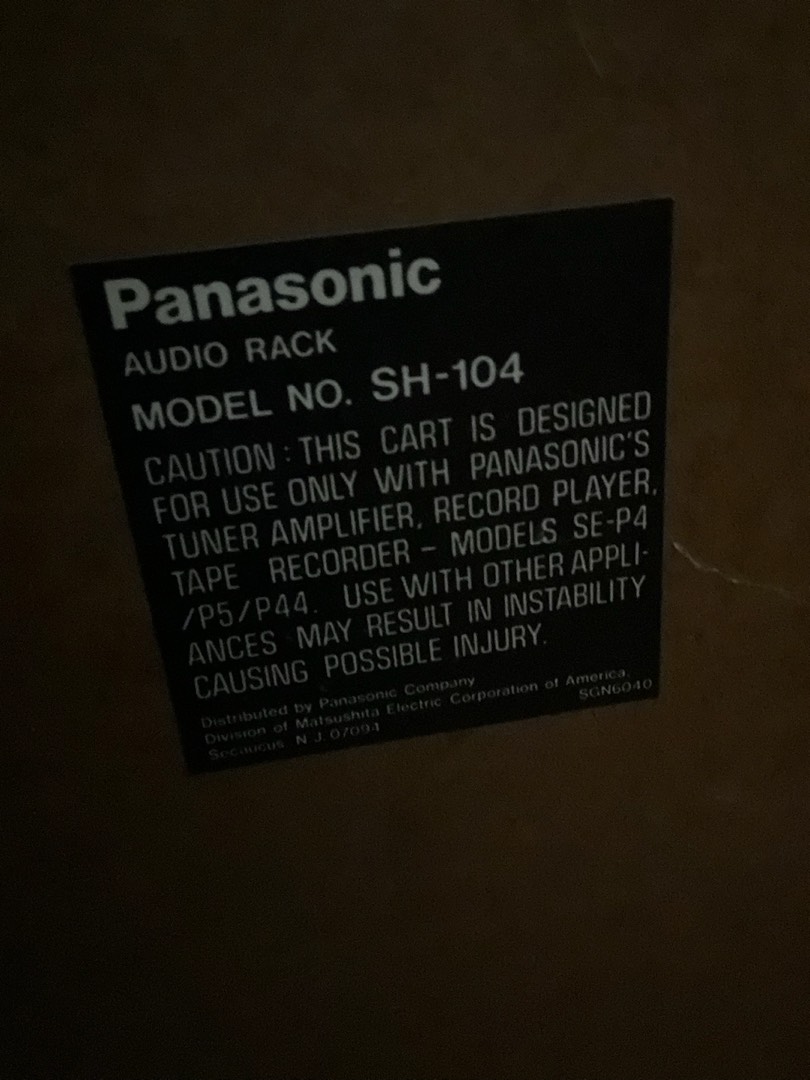 Panasonic
AUDIO RACK
MODEL NO. SH-104
CAUTION : THIS CART IS DESIGNED
FOR USE ONLY WITH PANASONIC'S
TUNER AMPLIFIER, RECORD PLAYER,
TAPE RECORDER – MODELS SE-P4
/P5/P44. USE WITH OTHER APPLI-
ANCES MAY RESULT IN INSTABILITY
CAUSING POSSIBLE INJURY.
Distributed by Panasonic Company
Division of Matsushita Electric Corporation of America.
Secaucus N J 07094 SGN6040